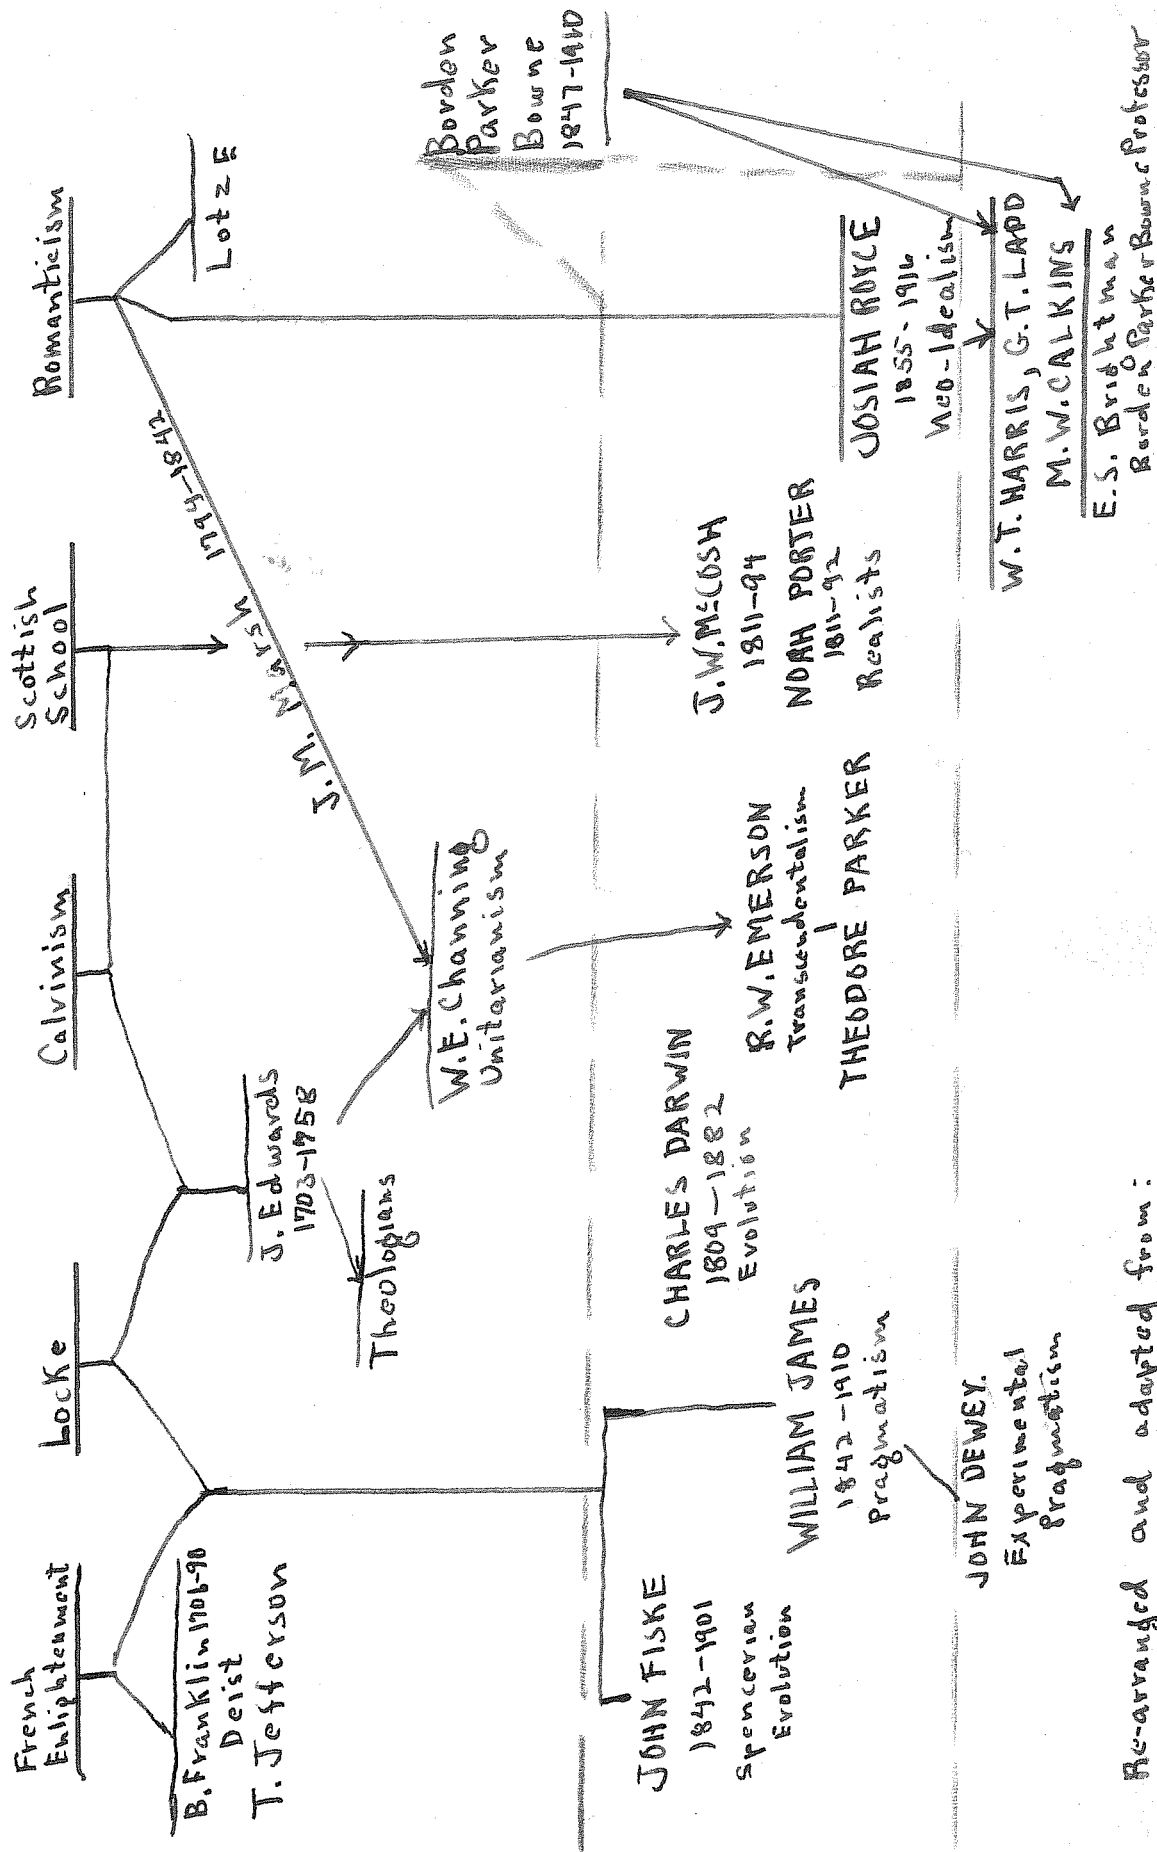 French
Enlightenment
Locke
Calvinism
Scottish
School
Romanticism
B. Franklin 1706-90
Deist
T. Jefferson
J. Edwards
1703-1758
Theologians
W.E. Channing
Unitarianism
J. M. Marsh 1794-1842
LotzE
Borden
Parker
Bowne
1847-1910
JOHN FISKE
1842-1901
Spencerian
Evolution
WILLIAM JAMES
1842-1910
Pragmatism
CHARLES DARWIN
1809-1882
Evolution
R.W. EMERSON
Transcendentalism
THEODORE PARKER
J.W. McCOSH
1811-94
NOAH PORTER
1811-92
Realists
JOSIAH ROYCE
1855-1916
Neo-Idealism
JOHN DEWEY.
Experimental
Pragmatism
W.T. HARRIS, G.T. LADD
M.W. CALKINS
E.S. Brightman
Borden Parker Bowne Professor
Re-arranged and adapted from: